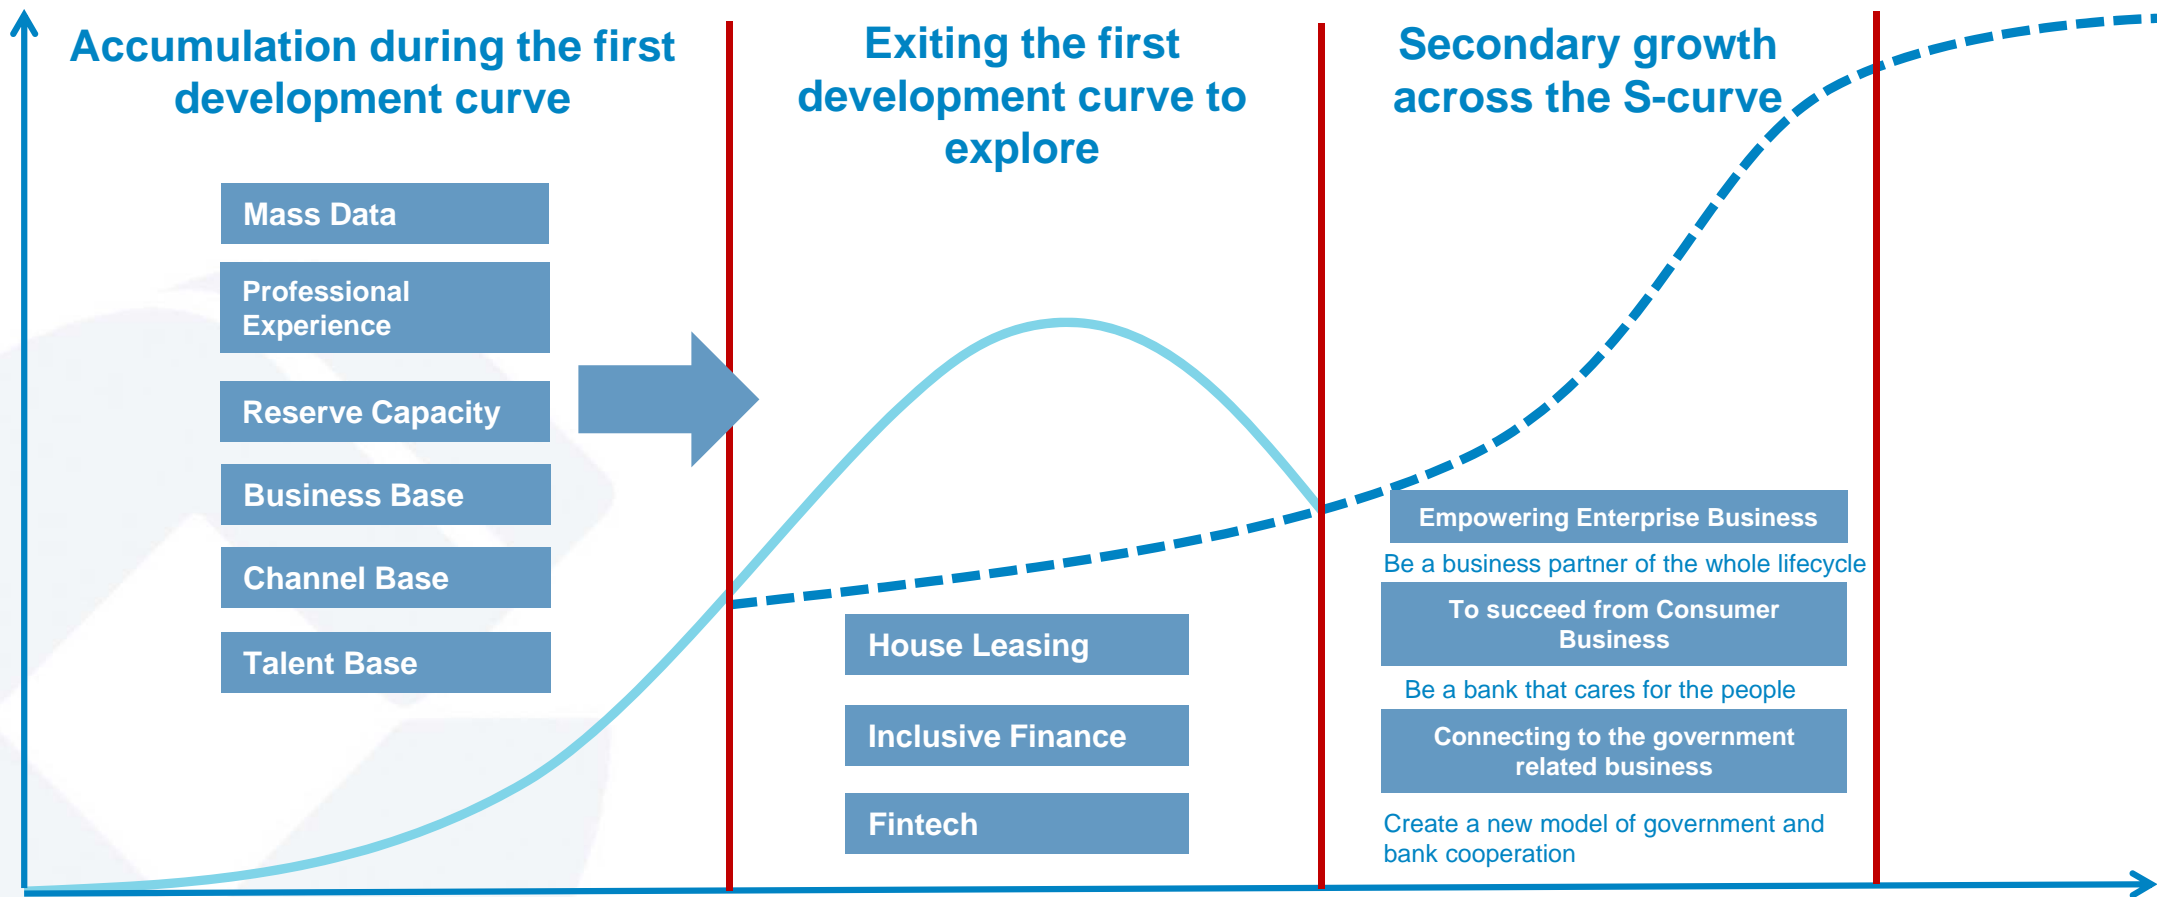 Accumulation during the first
development curve
Mass Data
Professional
Experience
Reserve Capacity
Business Base
Channel Base
Talent Base
Exiting the first
development curve to
explore
House Leasing
Inclusive Finance
Fintech
Secondary growth
across the S-curve
Empowering Enterprise Business
Be a business partner of the whole lifecycle
To succeed from Consumer
Business
Be a bank that cares for the people
Connecting to the government
related business
Create a new model of government and
bank cooperation